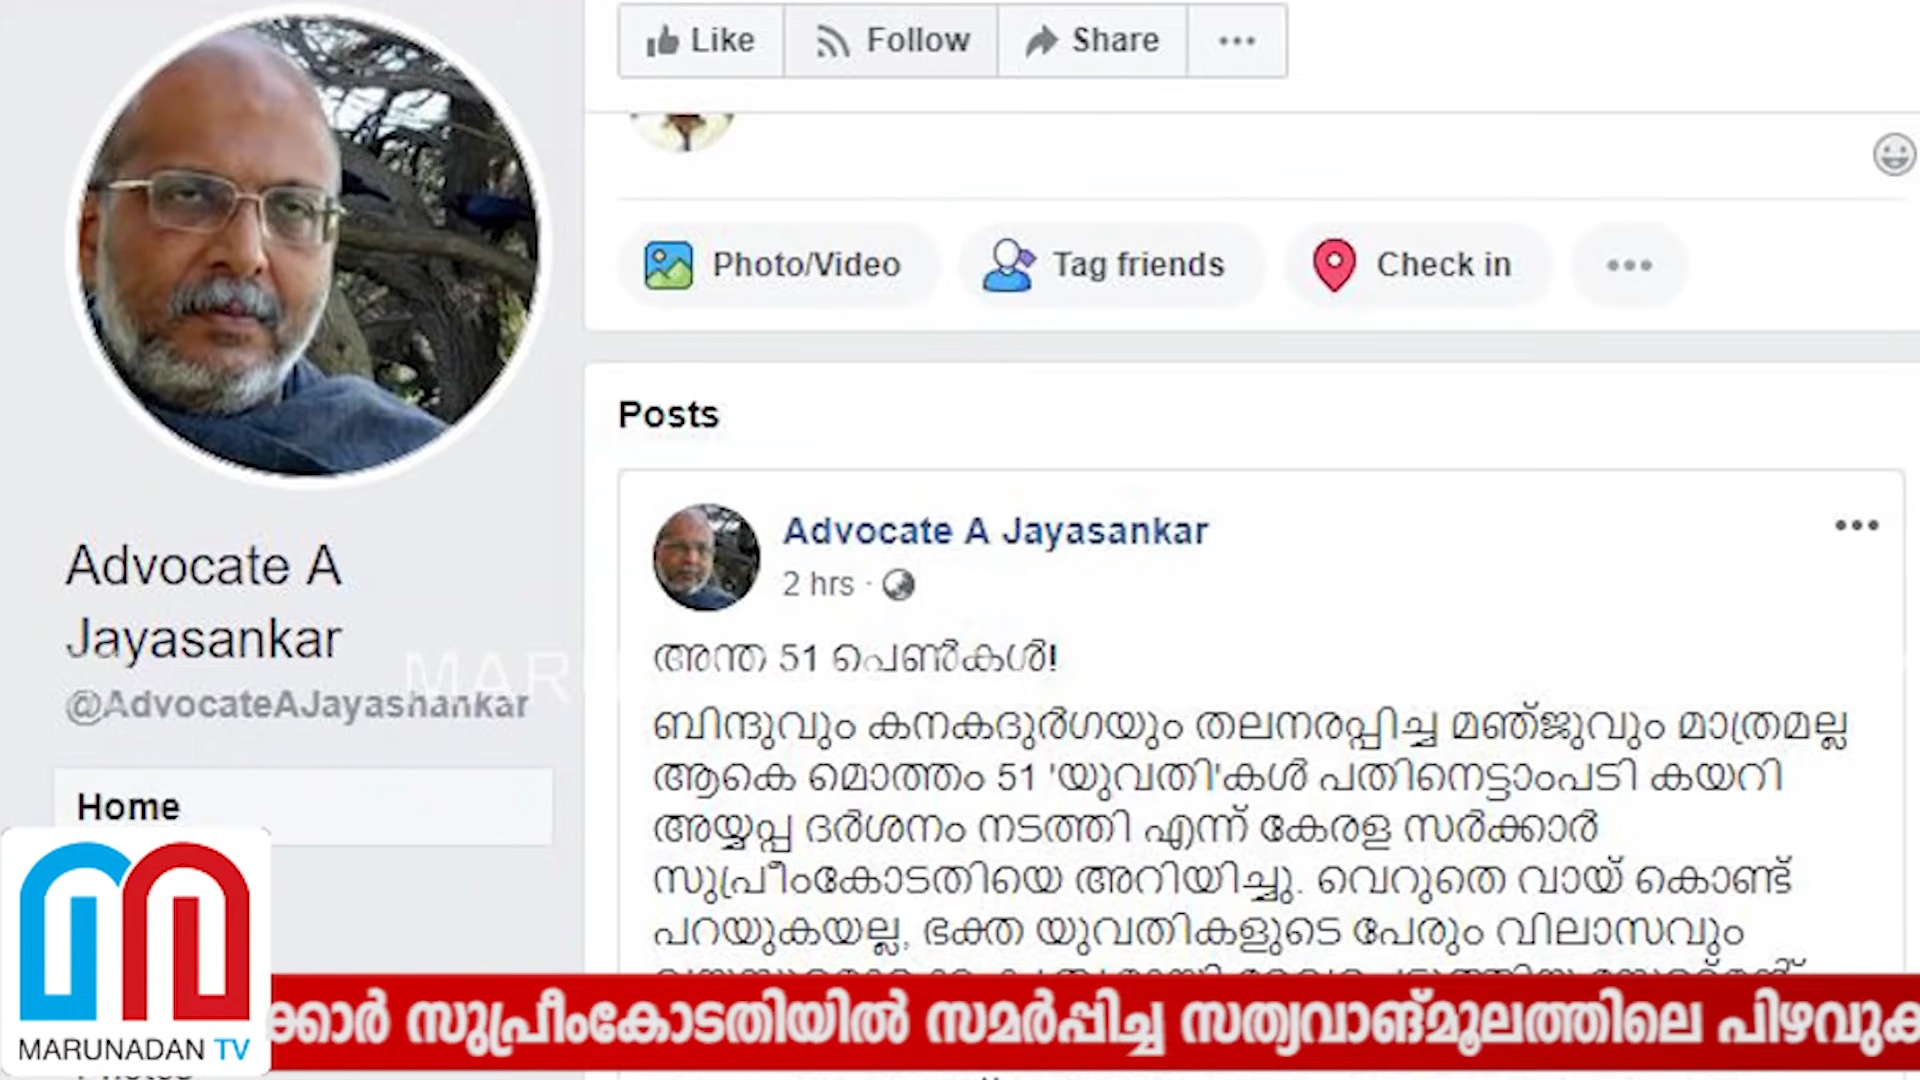 Like Follow Share
Photo/Video Tag friends Check in
Posts
Advocate A Jayasankar
2 hrs ·
Advocate A
Jayasankar
@AdvocateAJayashankar
Home
അന്ത 51 പെൺകൾ!
ബിന്ദുവും കനകദുർഗയും തലനരപ്പിച്ച മഞ്ജുവും മാത്രമല്ല
ആകെ മൊത്തം 51 'യുവതി'കൾ പതിനെട്ടാംപടി കയറി
അയ്യപ്പ ദർശനം നടത്തി എന്ന് കേരള സർക്കാർ
സുപ്രീംകോടതിയെ അറിയിച്ചു. വെറുതെ വായ് കൊണ്ട്
പറയുകയല്ല, ഭക്ത യുവതികളുടെ പേരും വിലാസവും
സുപ്രീംകോടതിയിൽ സമർപ്പിച്ച സത്യവാങ്മൂലത്തിലെ
MARUNADAN TV